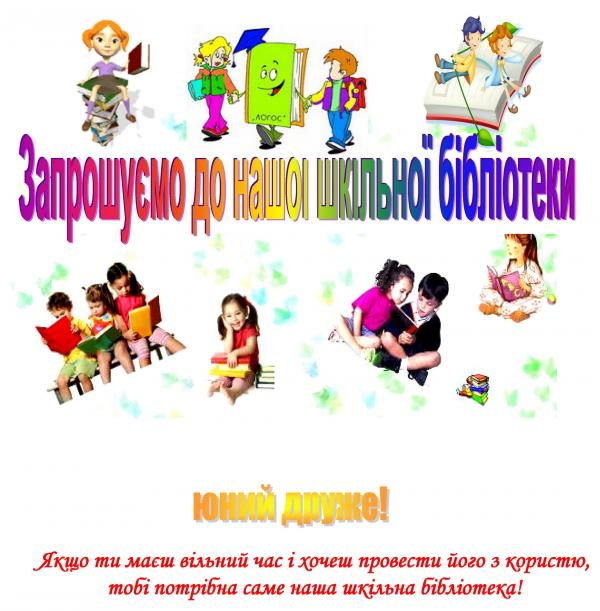 „ЛОГОС"
Запрошуємо до нашої шкільної бібліотеки
юний друже!
Якщо ти маєш вільний час і хочеш провести його з користю,
тобі потрібна саме наша шкільна бібліотека!